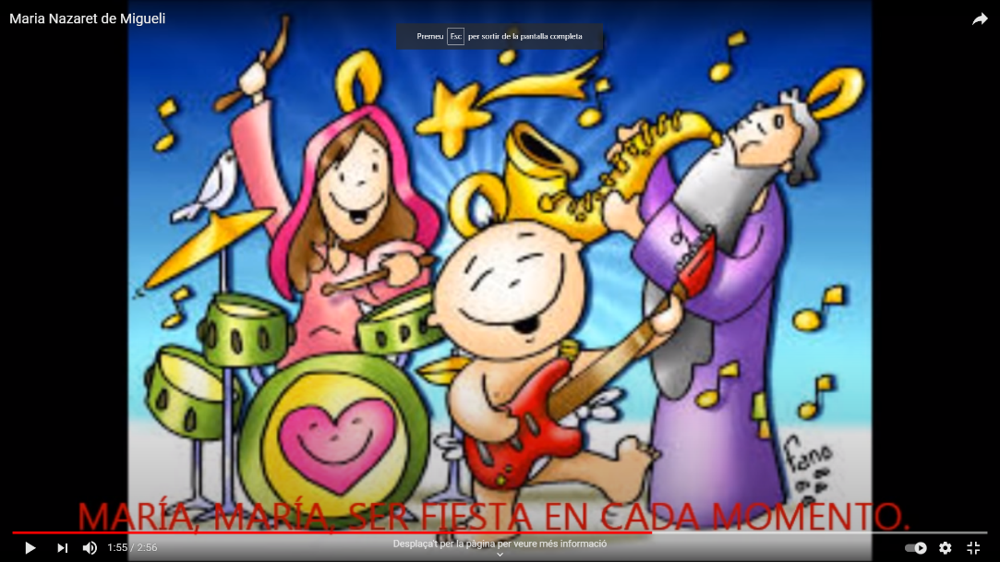 Maria Nazaret de Migueli
Premeu Esc per sortir de la pantalla completa
fano
MARÍA, MARÍA, SER FIESTA EN CADA MOMENTO.
Desplaça't per la pàgina per veure més informació
1:55 / 2:56